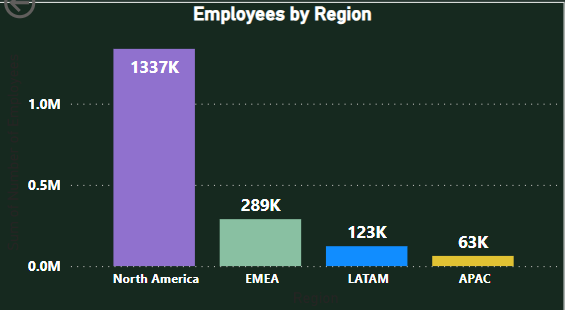 Employees by Region
1337K
1.0M
289K
0.5M
123K
63K
0.0M
North America EMEA LATAM APAC